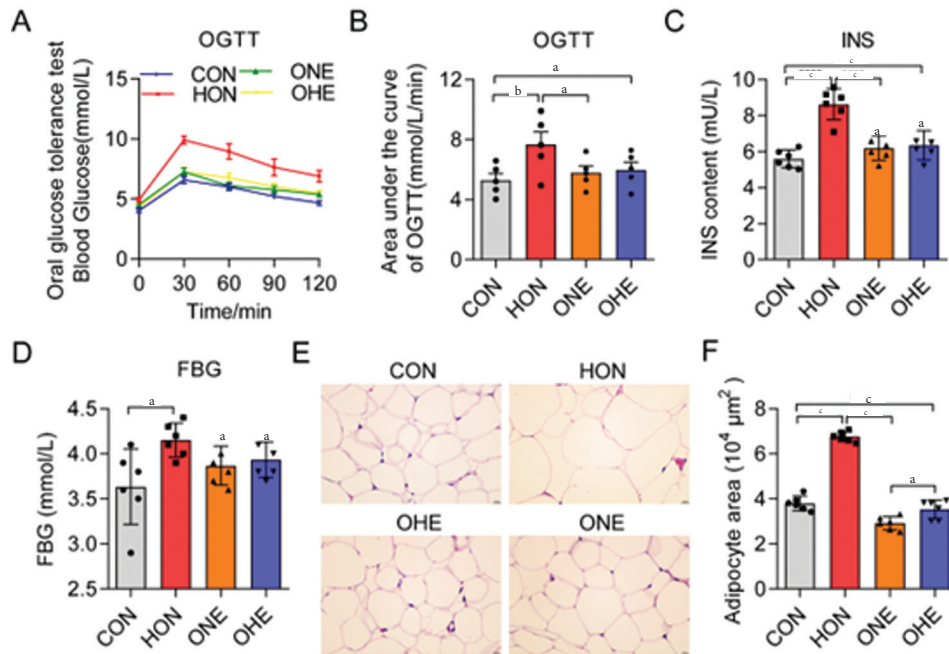 A
OGTT
Oral glucose tolerance test
Blood Glucose(mmol/L)
CON
ONE
HON
OHE
15
10
5
0
0 30 60 90 120
Time/min
B
OGTT
Area under the curve
of OGTT(mmol/L/min)
12
8
4
0
a
b
a
CON
HON
ONE
OHE
C
INS
INS content (mU/L)
10
8
6
4
2
0
c
c
c
a
a
CON
HON
ONE
OHE
D
FBG
FBG (mmol/L)
4.5
4.0
3.5
3.0
2.5
a
a
a
CON
HON
ONE
OHE
E
CON
HON
OHE
ONE
F
Adipocyte area (10⁴ μm²)
8
6
4
2
0
c
c
c
a
CON
HON
ONE
OHE